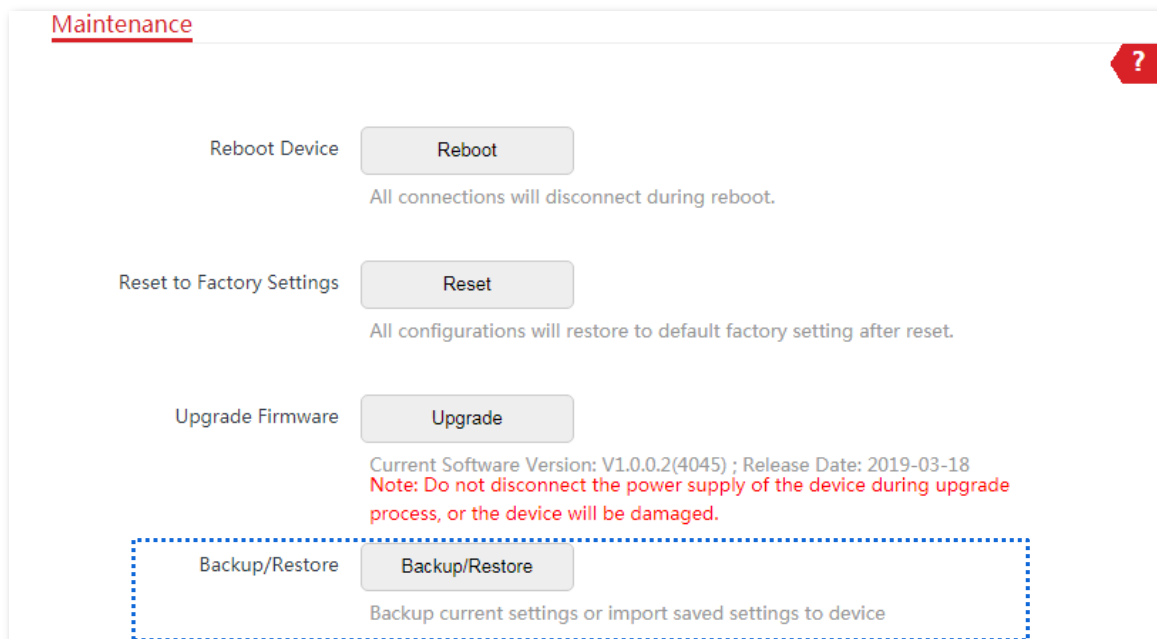 Maintenance
?
Reboot Device Reboot
All connections will disconnect during reboot.
Reset to Factory Settings Reset
All configurations will restore to default factory setting after reset.
Upgrade Firmware Upgrade
Current Software Version: V1.0.0.2(4045) ; Release Date: 2019-03-18
Note: Do not disconnect the power supply of the device during upgrade
process, or the device will be damaged.
Backup/Restore Backup/Restore
Backup current settings or import saved settings to device